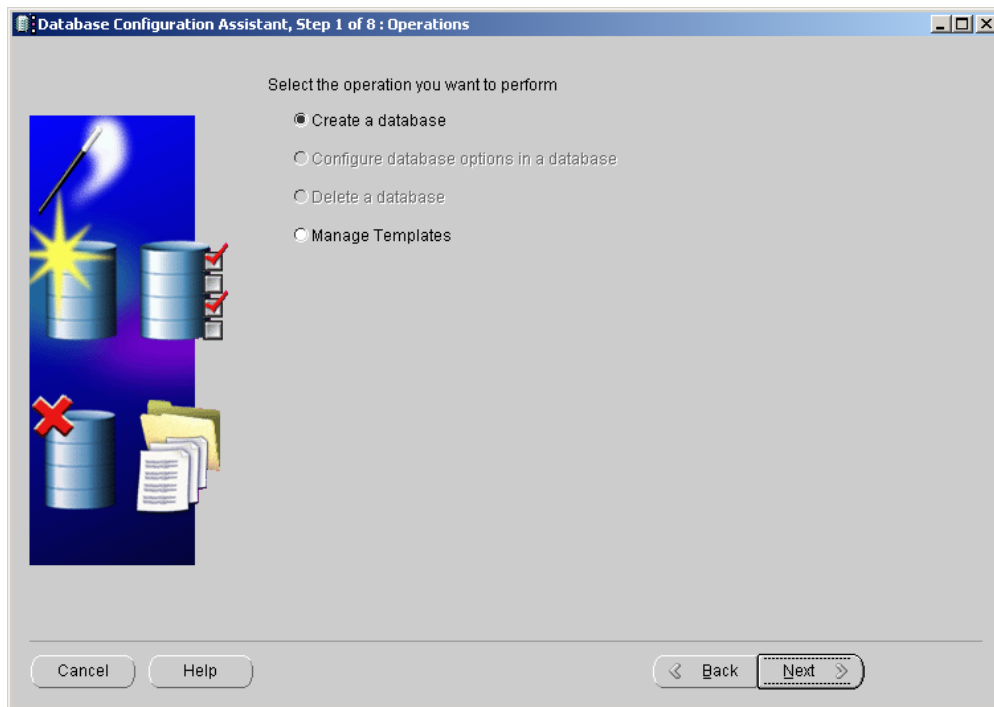 Database Configuration Assistant, Step 1 of 8 : Operations
Select the operation you want to perform
Create a database
Configure database options in a database
Delete a database
Manage Templates
Cancel
Help
Back
Next